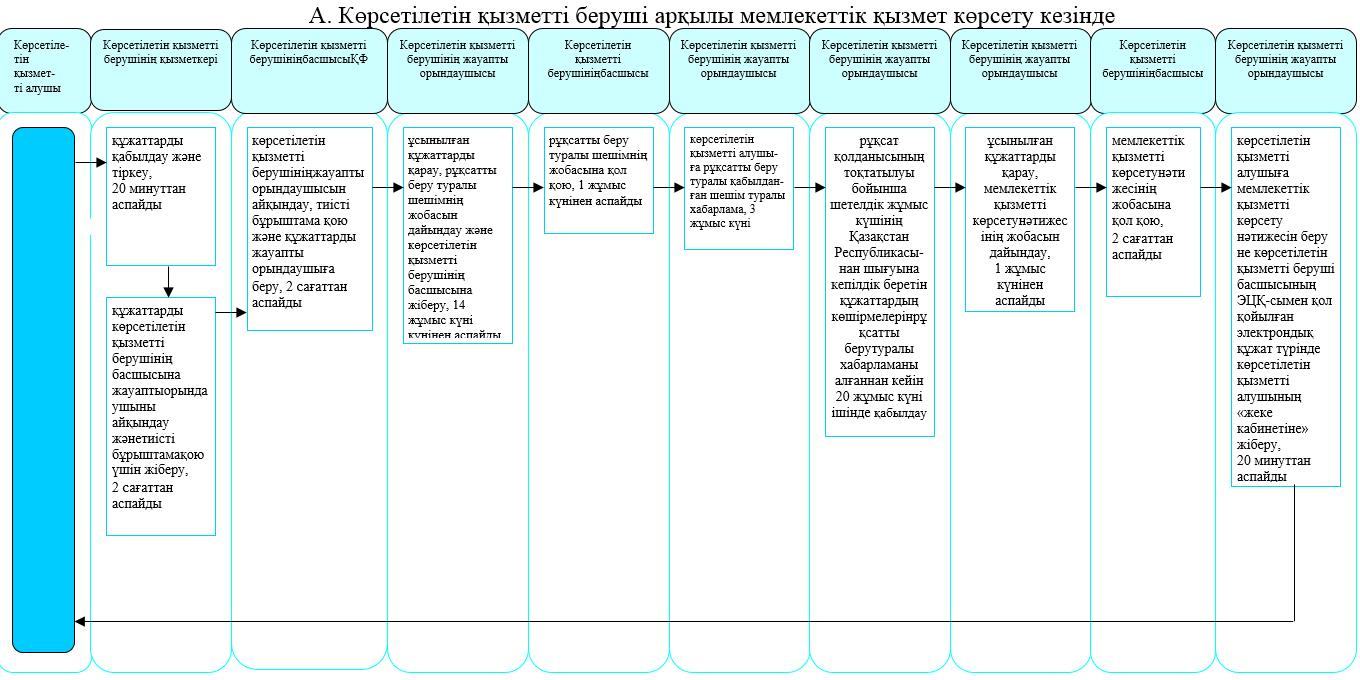 А. Көрсетілетін қызметті беруші арқылы мемлекеттік қызмет көрсету кезінде
Көрсетіле-
тін
қызмет-
ті алушы
Көрсетілетін қызметті
берушінің қызметкері
Көрсетілетін қызметті
берушініңбасшысыҚФ
Көрсетілетін қызметті
берушінің жауапты
орындаушысы
Көрсетілетін
қызметті
берушініңбасшысы
Көрсетілетін қызметті
берушінің жауапты
орындаушысы
Көрсетілетін қызметті
берушінің жауапты
орындаушысы
Көрсетілетін қызметті
берушінің жауапты
орындаушысы
Көрсетілетін
қызметті
берушініңбасшысы
Көрсетілетін қызметті
берушінің жауапты
орындаушысы
құжаттарды
қабылдау және
тіркеу,
20 минуттан
аспайды
құжаттарды
көрсетілетін
қызметті
берушінің
басшысына
жауаптыорында
ушыны
айқындау
жәнетиісті
бұрыштамақою
үшін жіберу,
2 сағаттан
аспайды
көрсетілетін
қызметті
берушініңжауапты
орындаушысын
айқындау, тиісті
бұрыштама қою
және құжаттарды
жауапты
орындаушыға
беру, 2 сағаттан
аспайды
ұсынылған
құжаттарды
қарау, рұқсатты
беру туралы
шешімнің
жобасын
дайындау және
көрсетілетін
қызметті
берушінің
басшысына
жіберу, 14
жұмыс күні
күнінен аспайды
рұқсатты беру
туралы шешімнің
жобасына қол
қою, 1 жұмыс
күнінен аспайды
көрсетілетін
қызметті алушы-
ға рұқсатты беру
туралы қабылдан-
ған шешім туралы
хабарлама, 3
жұмыс күні
рұқсат
қолданысының
тоқтатылуы
бойынша
шетелдік жұмыс
күшінің
Қазақстан
Республикасы-
нан шығуына
кепілдік беретін
құжаттардың
көшірмелерінрұ
қсатты
берутуралы
хабарламаны
алғаннан кейін
20 жұмыс күні
ішінде қабылдау
ұсынылған
құжаттарды
қарау,
мемлекеттік
қызметті
көрсетунәтижес
інің жобасын
дайындау,
1 жұмыс
күнінен
аспайды
мемлекеттік
қызметті
көрсетунәти
жесінің
жобасына
қол қою,
2 сағаттан
аспайды
көрсетілетін
қызметті
алушыға
мемлекеттік
қызметті
көрсету
нәтижесін беру
не көрсетілетін
қызметті беруші
басшысының
ЭЦҚ-сымен қол
қойылған
электрондық
құжат түрінде
көрсетілетін
қызметті
алушының
«жеке
кабинетіне»
жіберу,
20 минуттан
аспайды